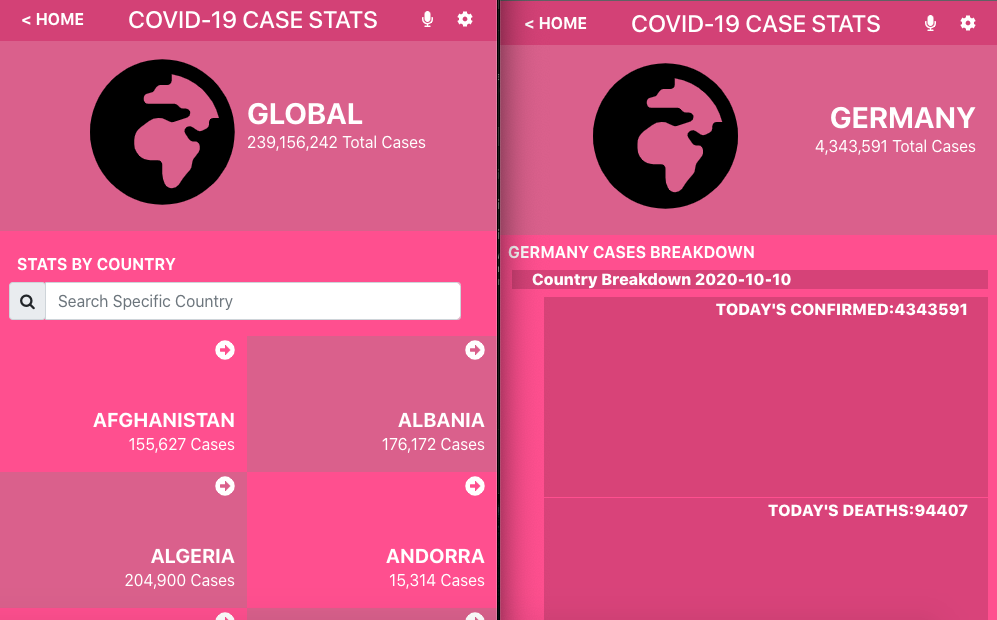 < HOME COVID-19 CASE STATS
GLOBAL
239,156,242 Total Cases
STATS BY COUNTRY
Search Specific Country
AFGHANISTAN
155,627 Cases
ALBANIA
176,172 Cases
ALGERIA
204,900 Cases
ANDORRA
15,314 Cases
< HOME COVID-19 CASE STATS
GERMANY
4,343,591 Total Cases
GERMANY CASES BREAKDOWN
Country Breakdown 2020-10-10
TODAY'S CONFIRMED:4343591
TODAY'S DEATHS:94407